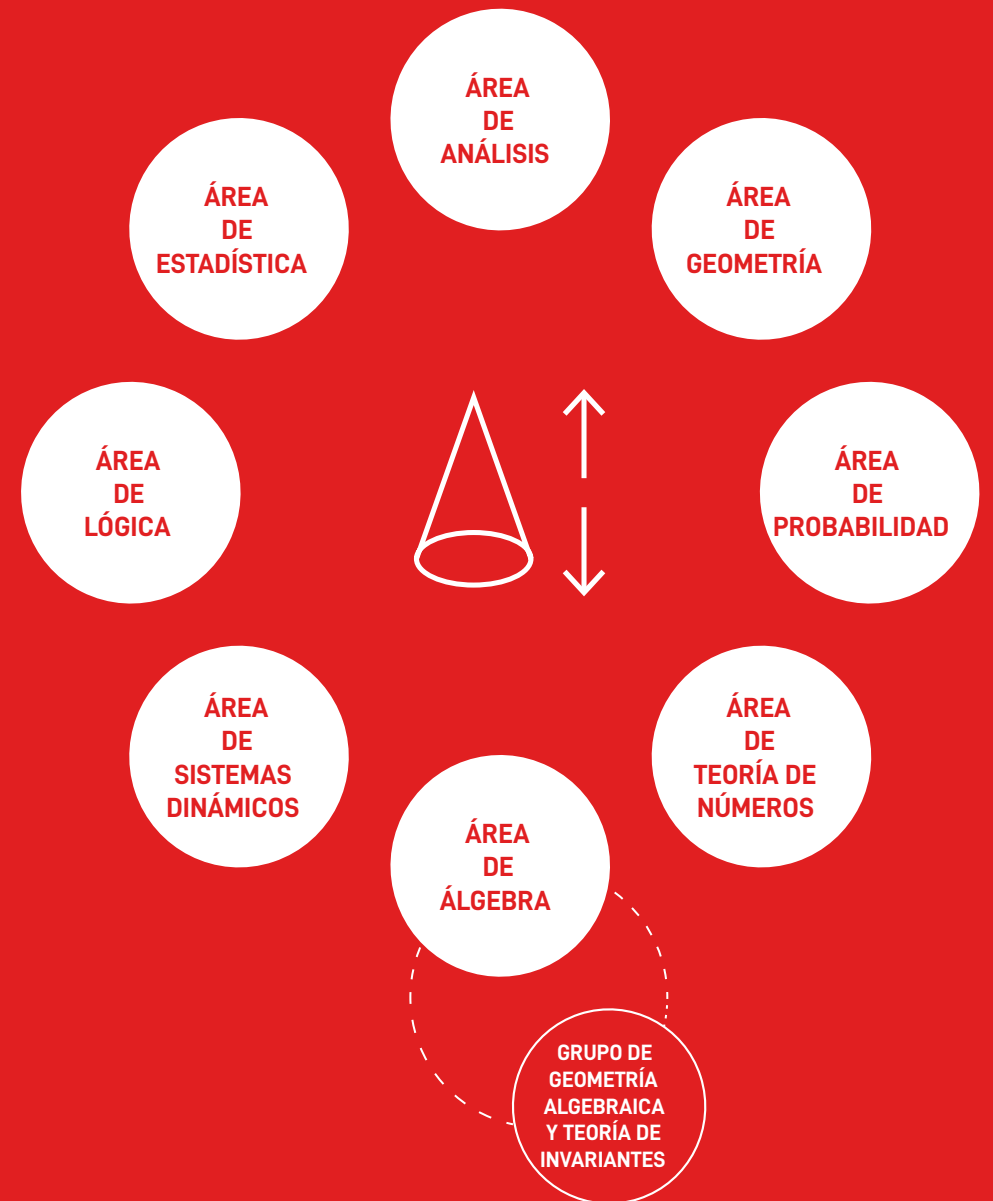 ÁREA
DE
ANÁLISIS
ÁREA
DE
ESTADÍSTICA
ÁREA
DE
GEOMETRÍA
ÁREA
DE
LÓGICA
ÁREA
DE
PROBABILIDAD
ÁREA
DE
SISTEMAS
DINÁMICOS
ÁREA
DE
TEORÍA DE
NÚMEROS
ÁREA
DE
ÁLGEBRA
GRUPO DE
GEOMETRÍA
ALGEBRAICA
Y TEORÍA DE
INVARIANTES